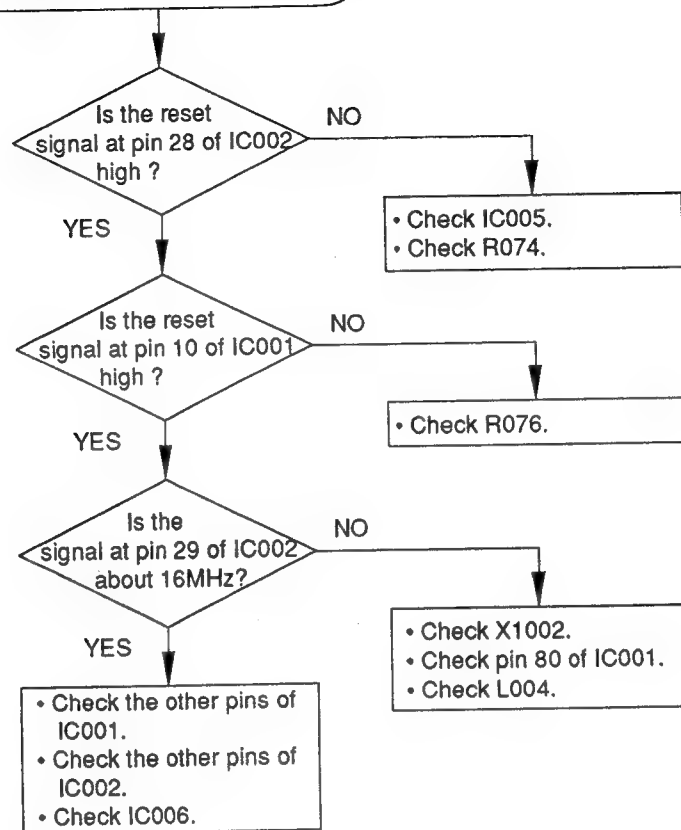 Is the reset
signal at pin 28 of IC002
high ?
NO
YES
• Check IC005.
• Check R074.
Is the reset
signal at pin 10 of IC001
high ?
NO
YES
• Check R076.
Is the
signal at pin 29 of IC002
about 16MHz?
NO
YES
• Check X1002.
• Check pin 80 of IC001.
• Check L004.
• Check the other pins of
IC001.
• Check the other pins of
IC002.
• Check IC006.